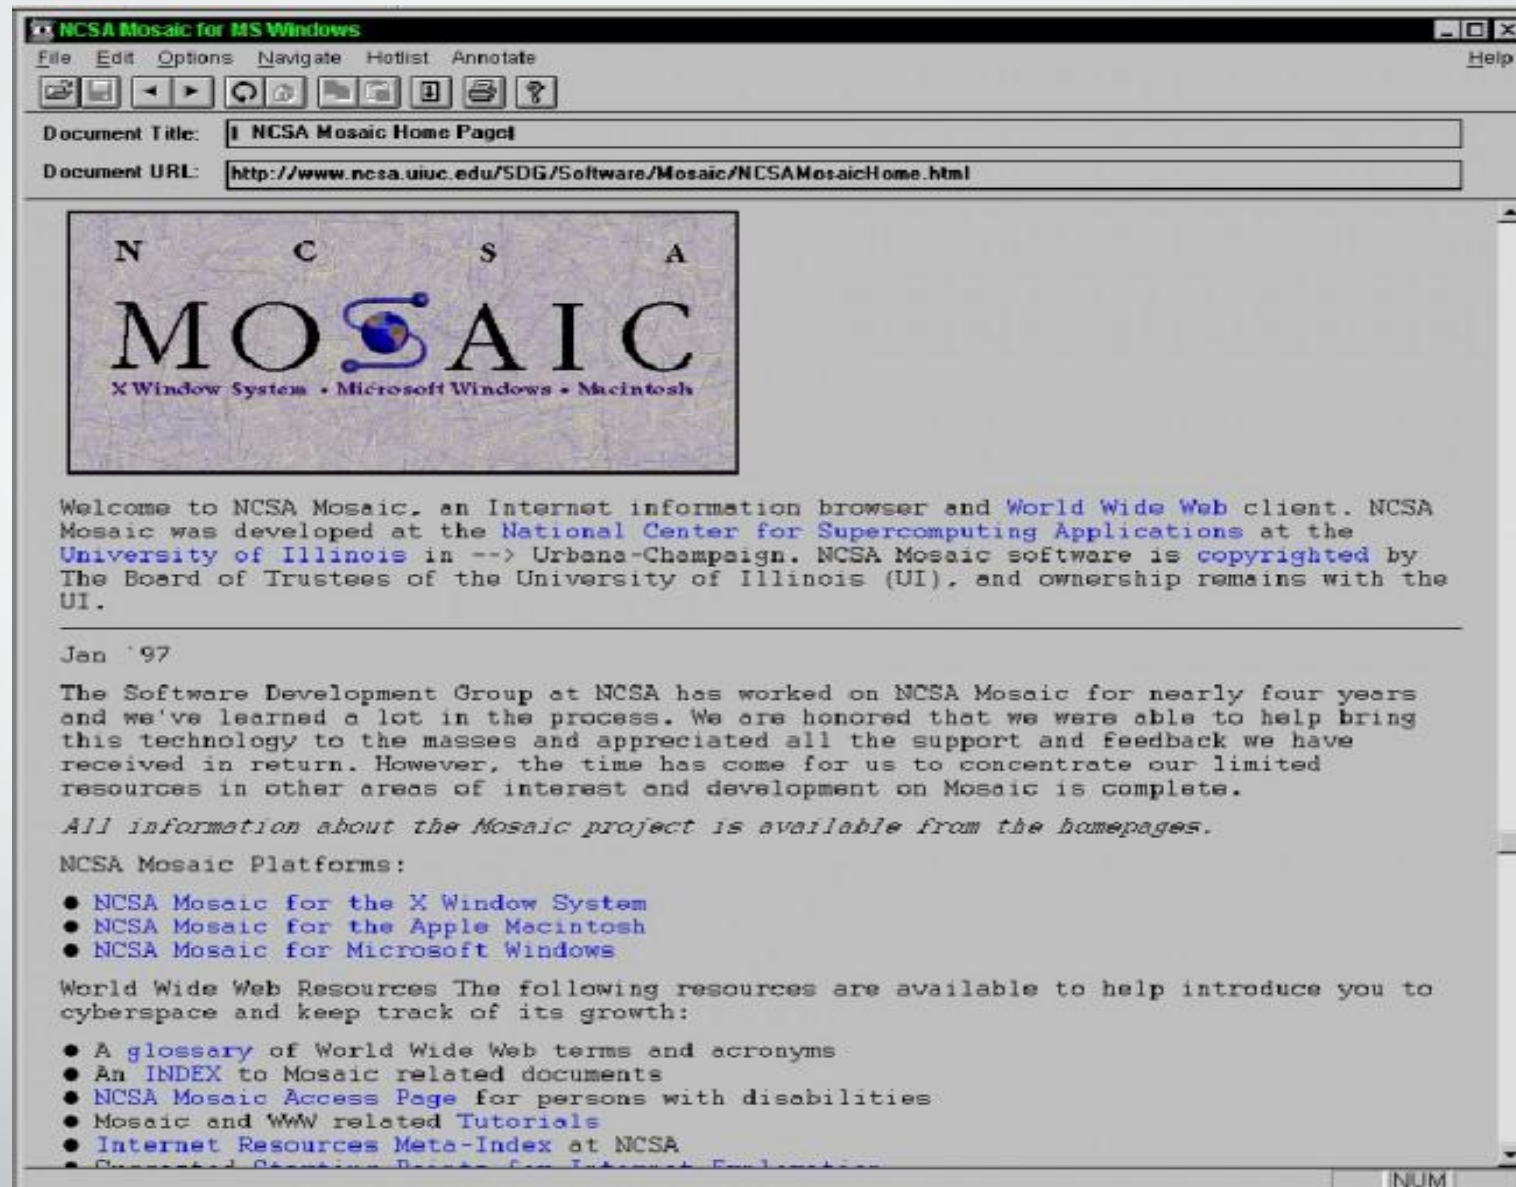 NCSA Mosaic for MS Windows
File Edit Options Navigate Hotlist Annotate Help
Document Title: NCSA Mosaic Home Page
Document URL: http://www.ncsa.uiuc.edu/SDG/Software/Mosaic/NCSAMosaicHome.html
N C S A
MOSAIC
X Window System • Microsoft Windows • Macintosh
Welcome to NCSA Mosaic, an Internet information browser and World Wide Web client. NCSA
Mosaic was developed at the National Center for Supercomputing Applications at the
University of Illinois in --> Urbana-Champaign. NCSA Mosaic software is copyrighted by
The Board of Trustees of the University of Illinois (UI), and ownership remains with the
UI.
Jan '97
The Software Development Group at NCSA has worked on NCSA Mosaic for nearly four years
and we've learned a lot in the process. We are honored that we were able to help bring
this technology to the masses and appreciated all the support and feedback we have
received in return. However, the time has come for us to concentrate our limited
resources in other areas of interest and development on Mosaic is complete.
All information about the Mosaic project is available from the homepages.
NCSA Mosaic Platforms:
● NCSA Mosaic for the X Window System
● NCSA Mosaic for the Apple Macintosh
● NCSA Mosaic for Microsoft Windows
World Wide Web Resources The following resources are available to help introduce you to
cyberspace and keep track of its growth:
● A glossary of World Wide Web terms and acronyms
● An INDEX to Mosaic related documents
● NCSA Mosaic Access Page for persons with disabilities
● Mosaic and WWW related Tutorials
● Internet Resources Meta-Index at NCSA
● Suggested Starting Points for Internet Exploration
NUM